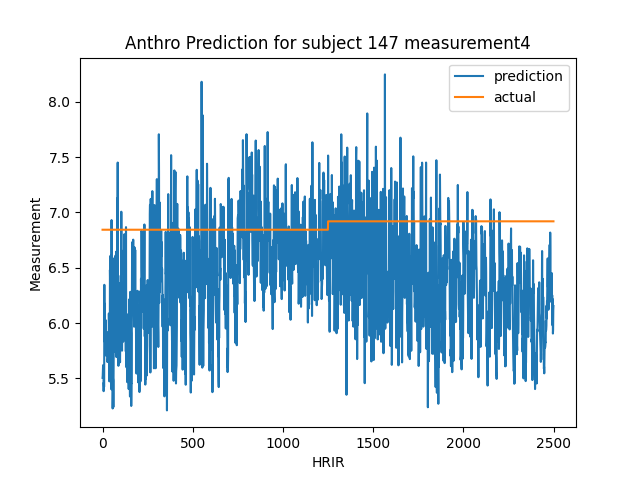 Anthro Prediction for subject 147 measurement4
prediction
actual
8.0
7.5
7.0
6.5
6.0
5.5
Measurement
0
500
1000
1500
2000
2500
HRIR